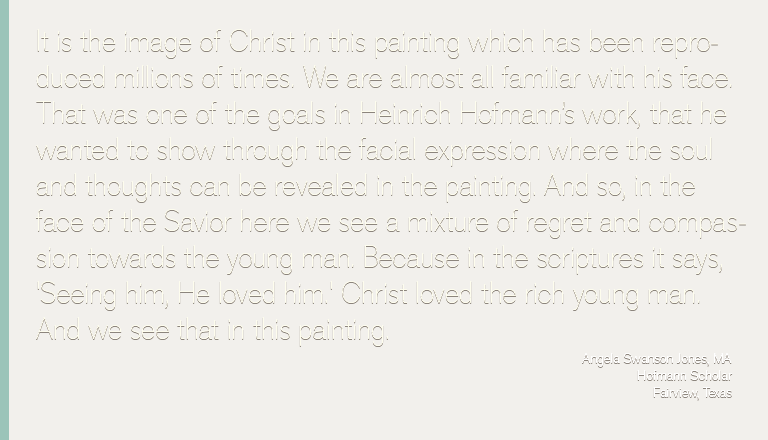 It is the image of Christ in this painting which has been repro-
duced millions of times. We are almost all familiar with his face.
That was one of the goals in Heinrich Hofmann's work, that he
wanted to show through the facial expression where the soul
and thoughts can be revealed in the painting. And so, in the
face of the Savior here we see a mixture of regret and compas-
sion towards the young man. Because in the scriptures it says,
'Seeing him, He loved him.' Christ loved the rich young man.
And we see that in this painting.
Angela Swanson Jones, MA
Hofmann Scholar
Fairview, Texas